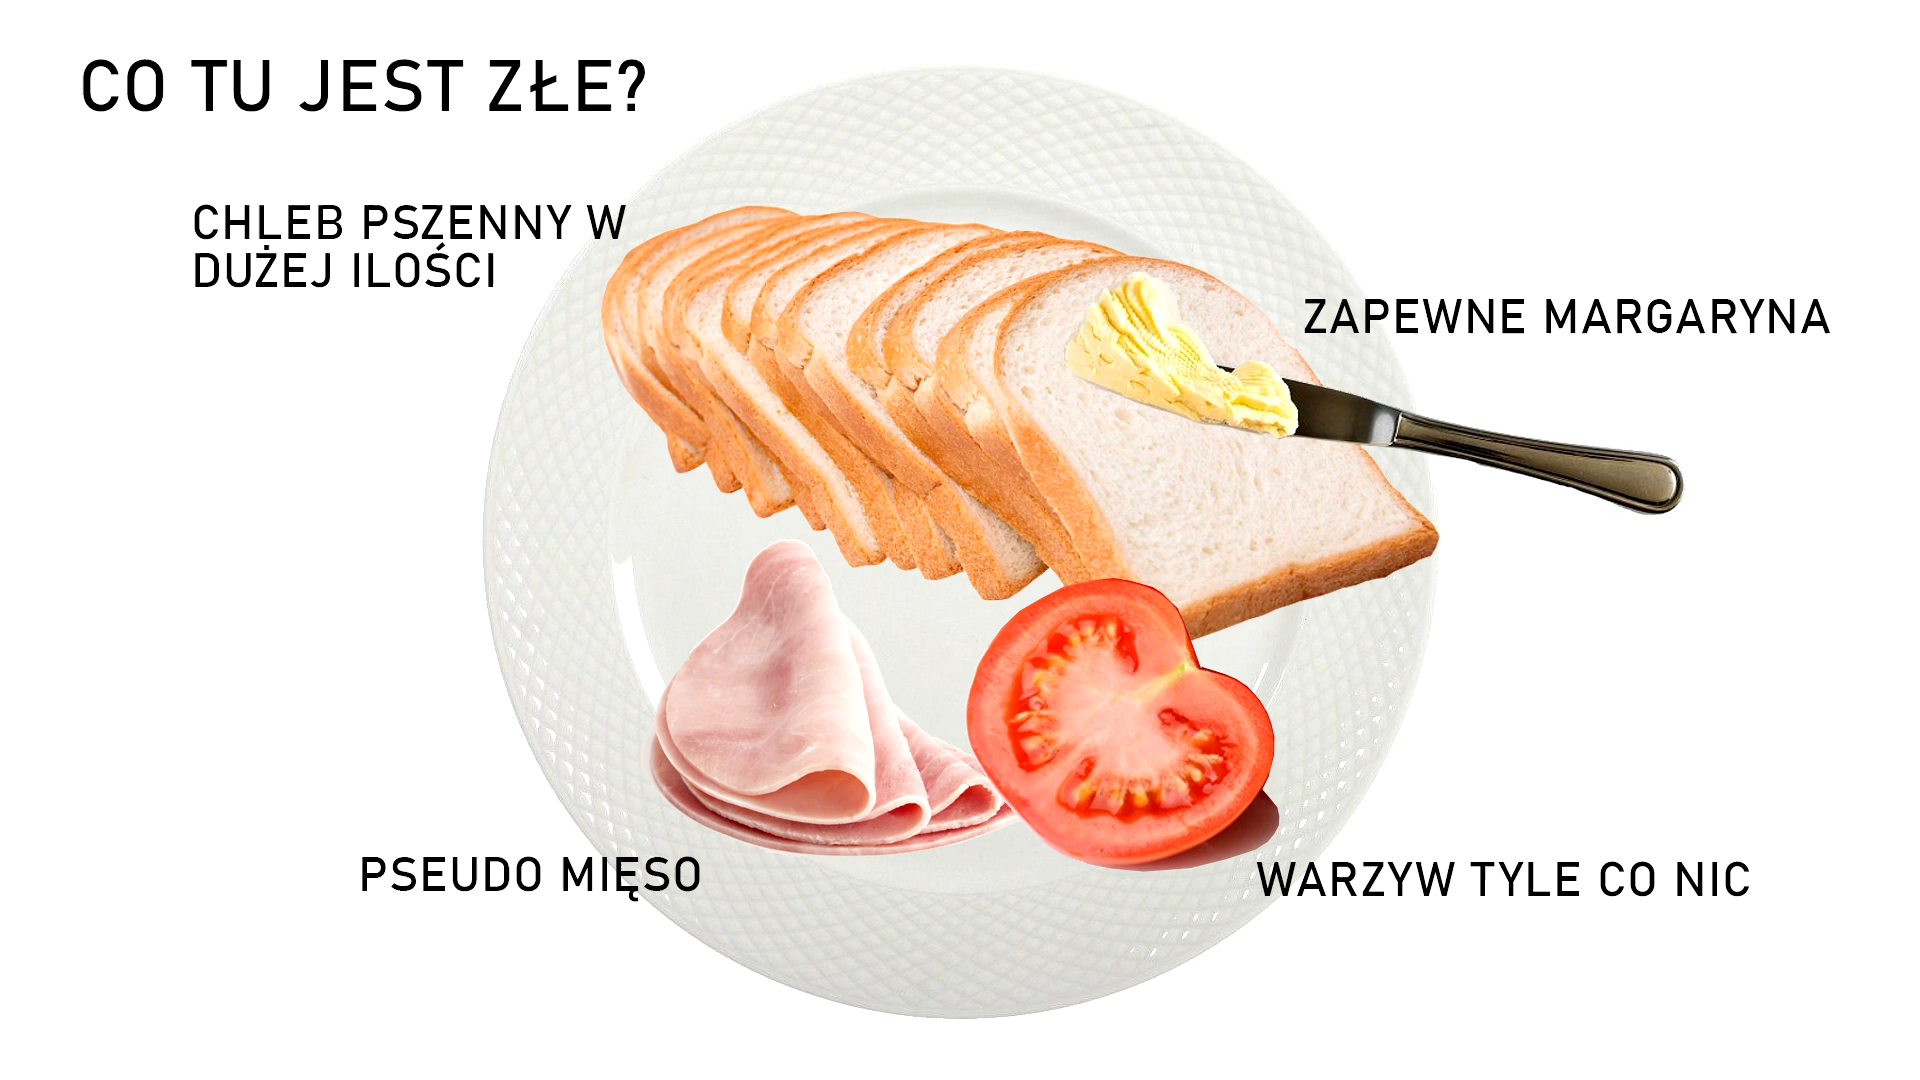 CO TU JEST ZŁE?
CHLEB PSZENNY W
DUŻEJ ILOŚCI
ZAPEWNE MARGARYNA
PSEUDO MIĘSO
WARZYW TYLE CO NIC